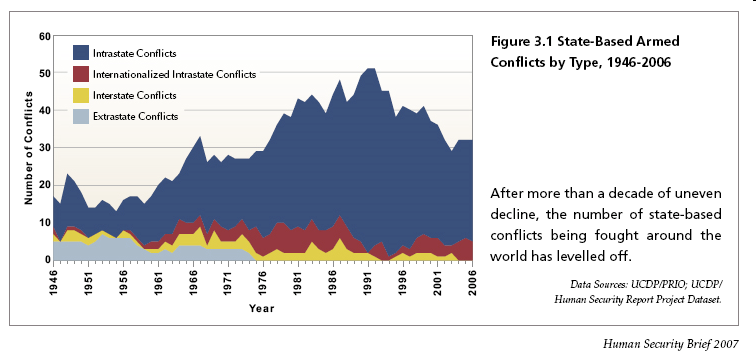 60
50
40
30
20
10
0
Number of Conflicts
Intrastate Conflicts
Internationalized Intrastate Conflicts
Interstate Conflicts
Extrastate Conflicts
1946
1951
1956
1961
1966
1971
1976
1981
1986
1991
1996
2001
2006
Year
Figure 3.1 State-Based Armed
Conflicts by Type, 1946-2006
After more than a decade of uneven
decline, the number of state-based
conflicts being fought around the
world has levelled off.
Data Sources: UCDP/PRIO; UCDP/
Human Security Report Project Dataset.
Human Security Brief 2007